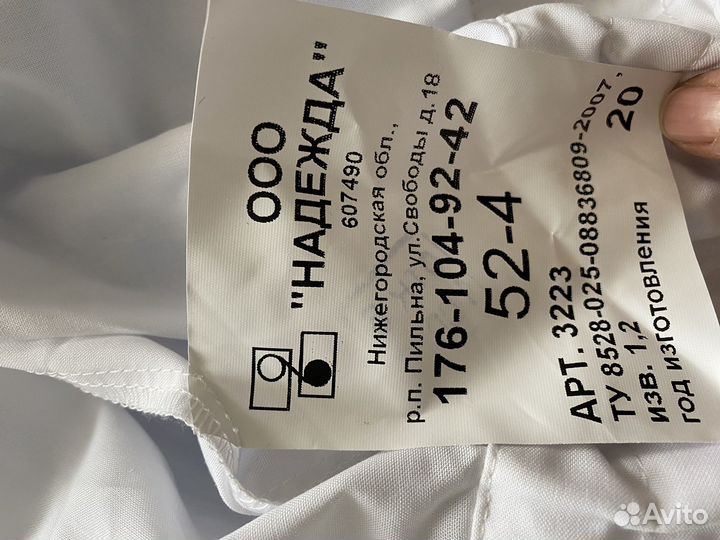 ООО
"НАДЕЖДА"
607490
Нижегородская обл.,
р.п. Пильна, ул.Свободы д.18
176-104-92-42
52-4
АРТ. 3223
ТУ 8528-025-08836809-2007,
изв. 1,2
год изготовления 20
Avito